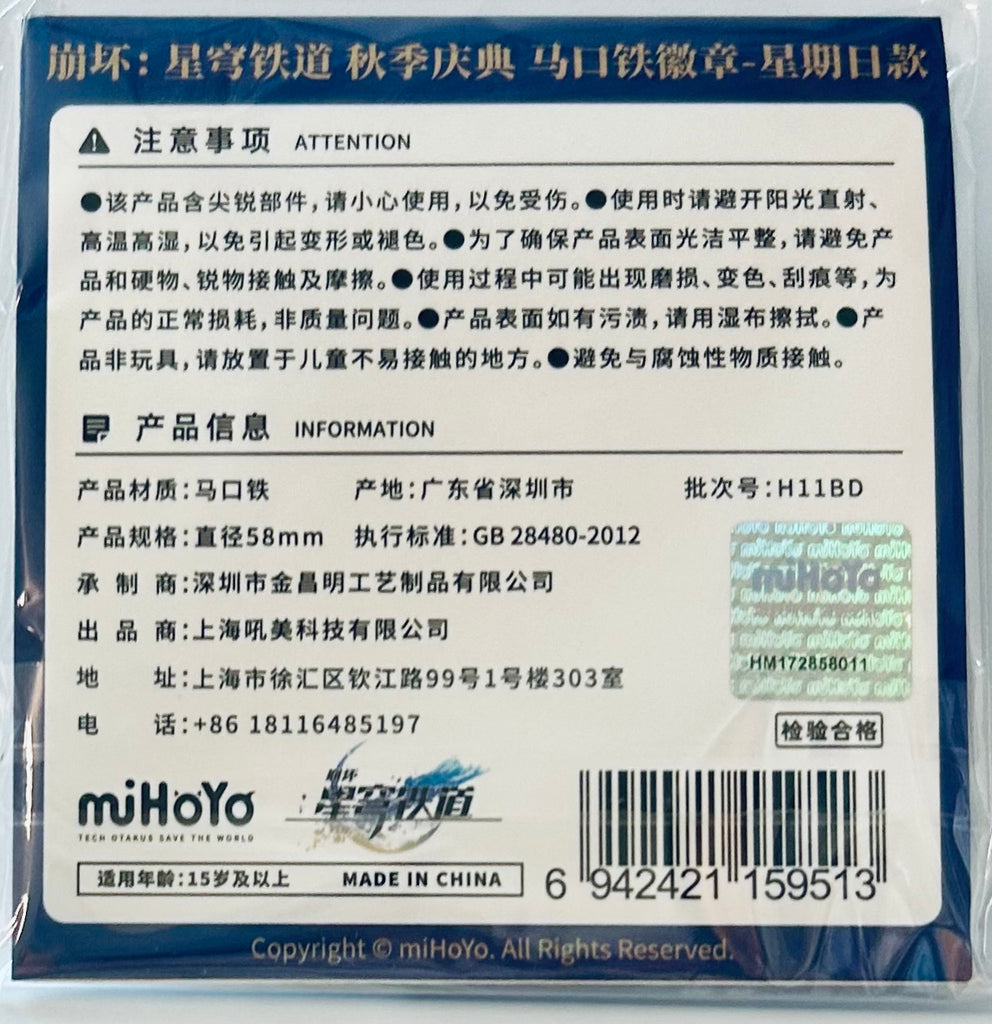 崩坏：星穹铁道 秋季庆典 马口铁徽章-星期日款
注意事项 ATTENTION
●该产品含尖锐部件，请小心使用，以免受伤。●使用时请避开阳光直射、
高温高湿，以免引起变形或褪色。●为了确保产品表面光洁平整，请避免产
品和硬物、锐物接触及摩擦。●使用过程中可能出现磨损、变色、刮痕等，为
产品的正常损耗，非质量问题。●产品表面如有污渍，请用湿布擦拭。●产
品非玩具，请放置于儿童不易接触的地方。●避免与腐蚀性物质接触。
产品信息 INFORMATION
产品材质：马口铁 产地：广东省深圳市 批次号：H11BD
产品规格：直径58mm 执行标准：GB 28480-2012
承制商：深圳市金昌明工艺制品有限公司
出品商：上海吼美科技有限公司
地址：上海市徐汇区钦江路99号1号楼303室
电话：+86 18116485197
miHoYo
HM172858011
检验合格
miHoYo
TECH OTAKUS SAVE THE WORLD
崩坏
星穹铁道
适用年龄：15岁及以上 MADE IN CHINA
6 942421 159513
Copyright © miHoYo. All Rights Reserved.